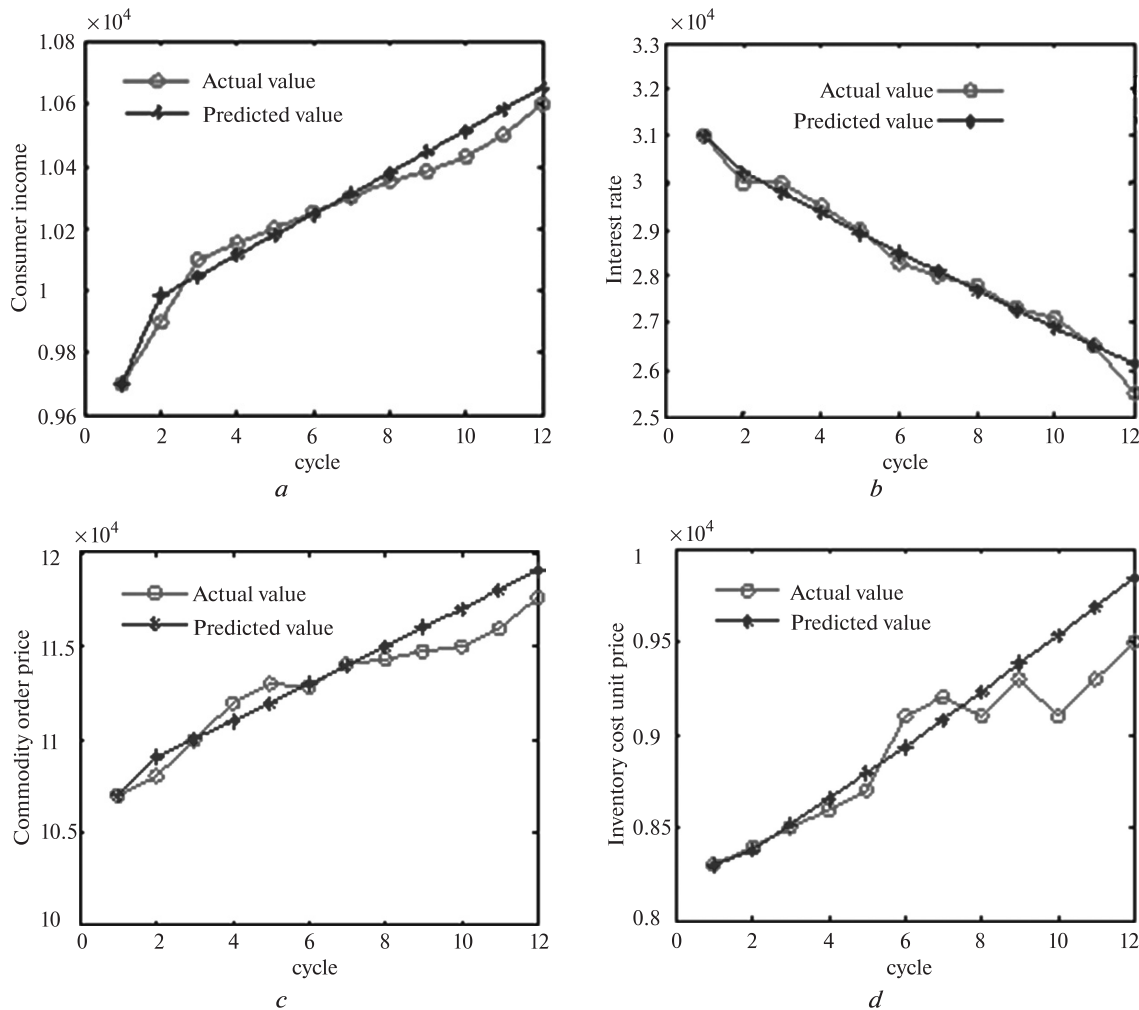 ×10⁴
1.08
1.06
1.04
1.02
1
0.98
0.96
Consumer income
Actual value
Predicted value
0 2 4 6 8 10 12
cycle
a
×10⁴
3.3
3.2
3.1
3.0
2.9
2.8
2.7
2.6
2.5
Interest rate
Actual value
Predicted value
0 2 4 6 8 10 12
cycle
b
×10⁴
12
11.5
11
10.5
10
Commodity order price
Actual value
Predicted value
0 2 4 6 8 10 12
cycle
c
×10⁴
1
0.95
0.9
0.85
0.8
Inventory cost unit price
Actual value
Predicted value
0 2 4 6 8 10 12
cycle
d